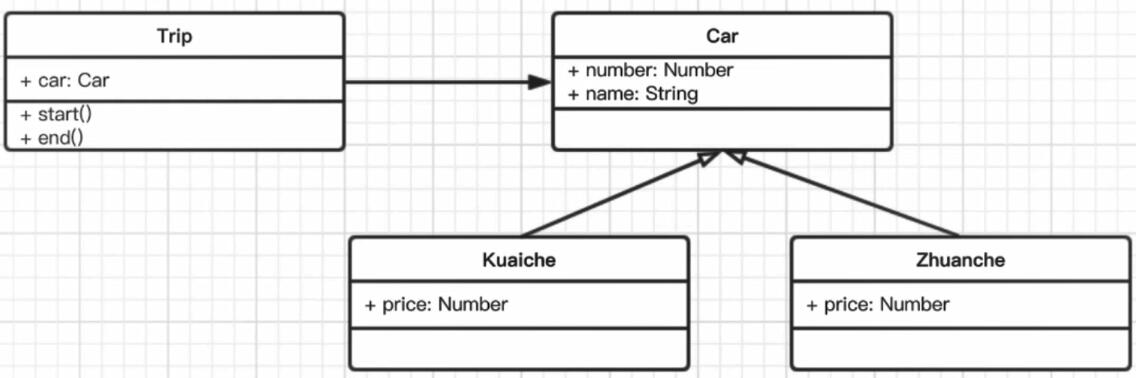 Trip
+ car: Car
+ start()
+ end()
Car
+ number: Number
+ name: String
Kuaiche
+ price: Number
Zhuanche
+ price: Number